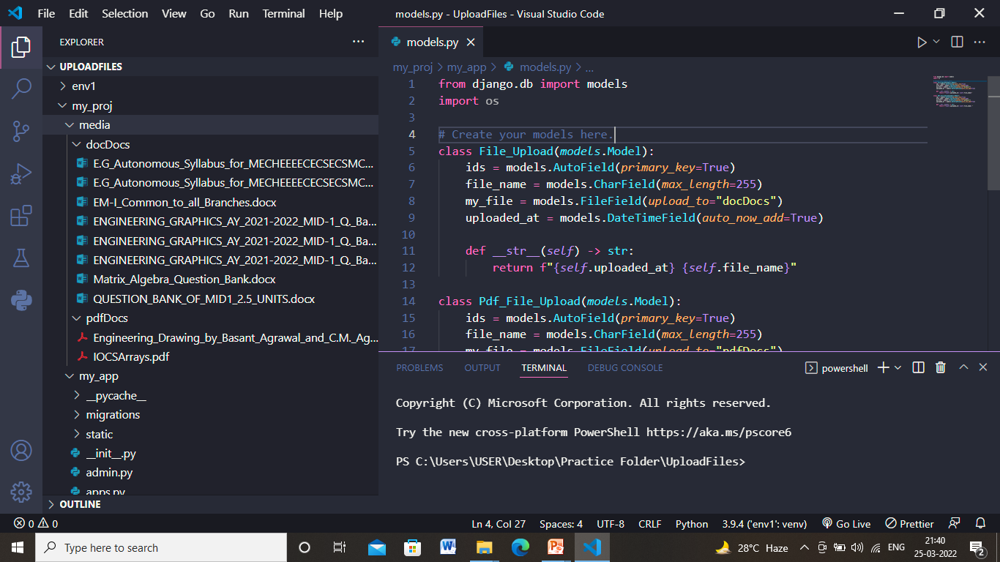 File Edit Selection View Go Run Terminal Help
models.py - UploadFiles - Visual Studio Code
EXPLORER
UPLOADFILES
env1
my_proj
media
docDocs
E.G_Autonomous_Syllabus_for_MECHEEEECECSECSMC...
E.G_Autonomous_Syllabus_for_MECHEEEECECSECSMC...
EM-I_Common_to_all_Branches.docx
ENGINEERING_GRAPHICS_AY_2021-2022_MID-1_Q._Ba...
ENGINEERING_GRAPHICS_AY_2021-2022_MID-1_Q._Ba...
ENGINEERING_GRAPHICS_AY_2021-2022_MID-1_Q._Ba...
Matrix_Algebra_Question_Bank.docx
QUESTION_BANK_OF_MID1_2.5_UNITS.docx
pdfDocs
Engineering_Drawing_by_Basant_Agrawal_and_C.M._Ag...
IOCSArrays.pdf
my_app
__pycache__
migrations
static
__init__.py
admin.py
apps.py
OUTLINE
models.py
my_proj > my_app > models.py > ...
1 from django.db import models
2 import os
3
4 # Create your models here.
5 class File_Upload(models.Model):
6 ids = models.AutoField(primary_key=True)
7 file_name = models.CharField(max_length=255)
8 my_file = models.FileField(upload_to="docDocs")
9 uploaded_at = models.DateTimeField(auto_now_add=True)
10
11 def __str__(self) -> str:
12 return f"{self.uploaded_at} {self.file_name}"
13
14 class Pdf_File_Upload(models.Model):
15 ids = models.AutoField(primary_key=True)
16 file_name = models.CharField(max_length=255)
17 my_file = models.FileField(upload_to="pdfDocs")
PROBLEMS OUTPUT TERMINAL DEBUG CONSOLE
powershell
Copyright (C) Microsoft Corporation. All rights reserved.
Try the new cross-platform PowerShell https://aka.ms/pscore6
PS C:\Users\USER\Desktop\Practice Folder\UploadFiles>
0 0
Ln 4, Col 27 Spaces: 4 UTF-8 CRLF Python 3.9.4 ('env1': venv) Go Live Prettier
Type here to search
28°C Haze
ENG
21:40
25-03-2022
2